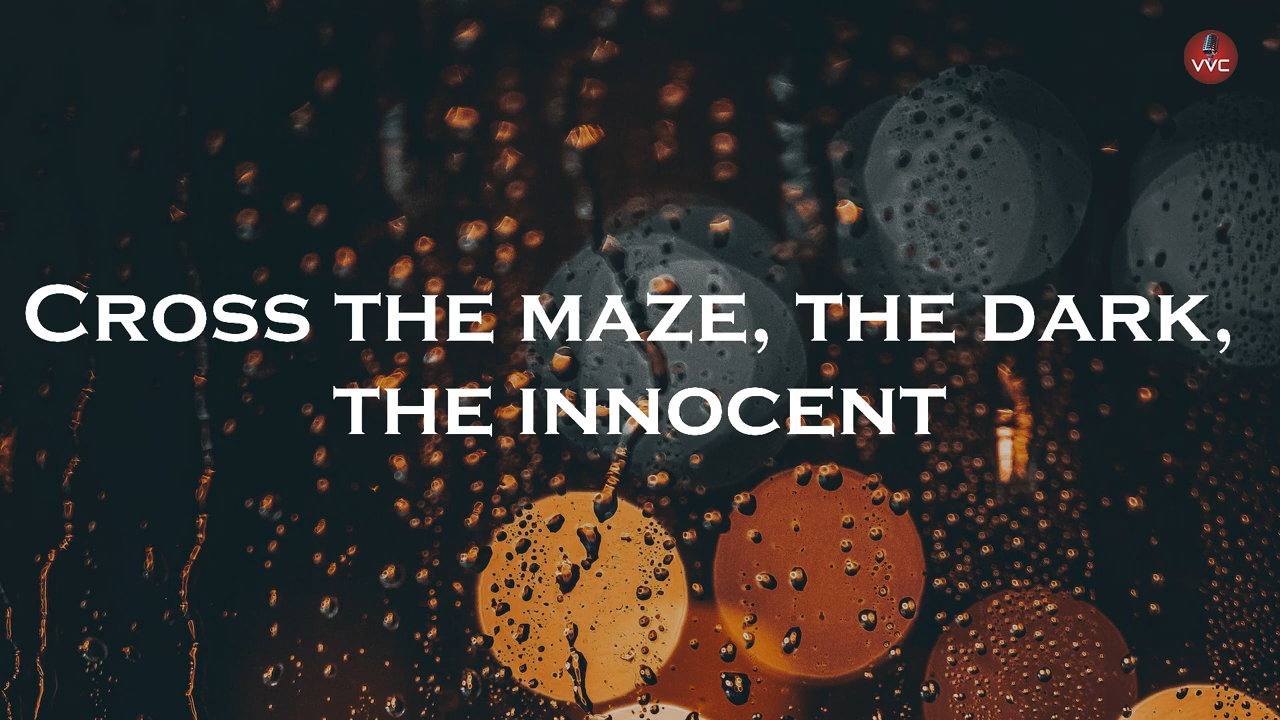 VVC
Cross the maze, the dark,
the innocent